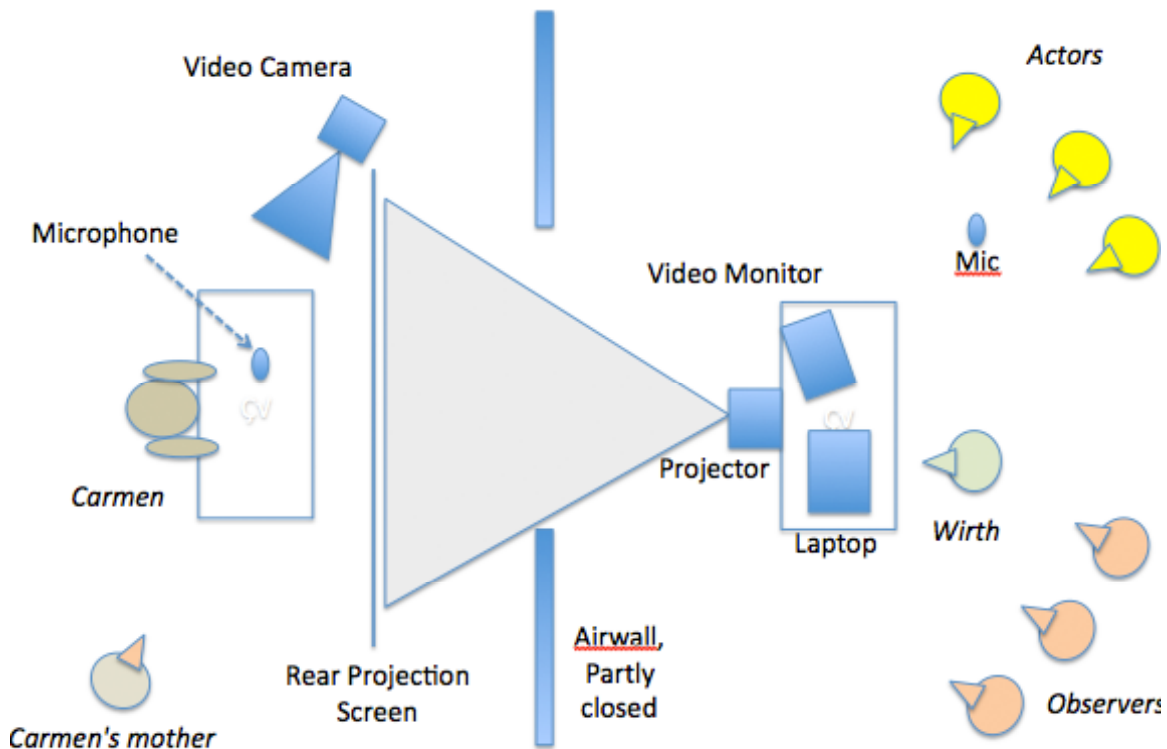 Actors
Video Camera
Microphone
Mic
Video Monitor
Carmen
Projector
Laptop
Wirth
Rear Projection
Screen
Airwall,
Partly
closed
Carmen's mother
Observers